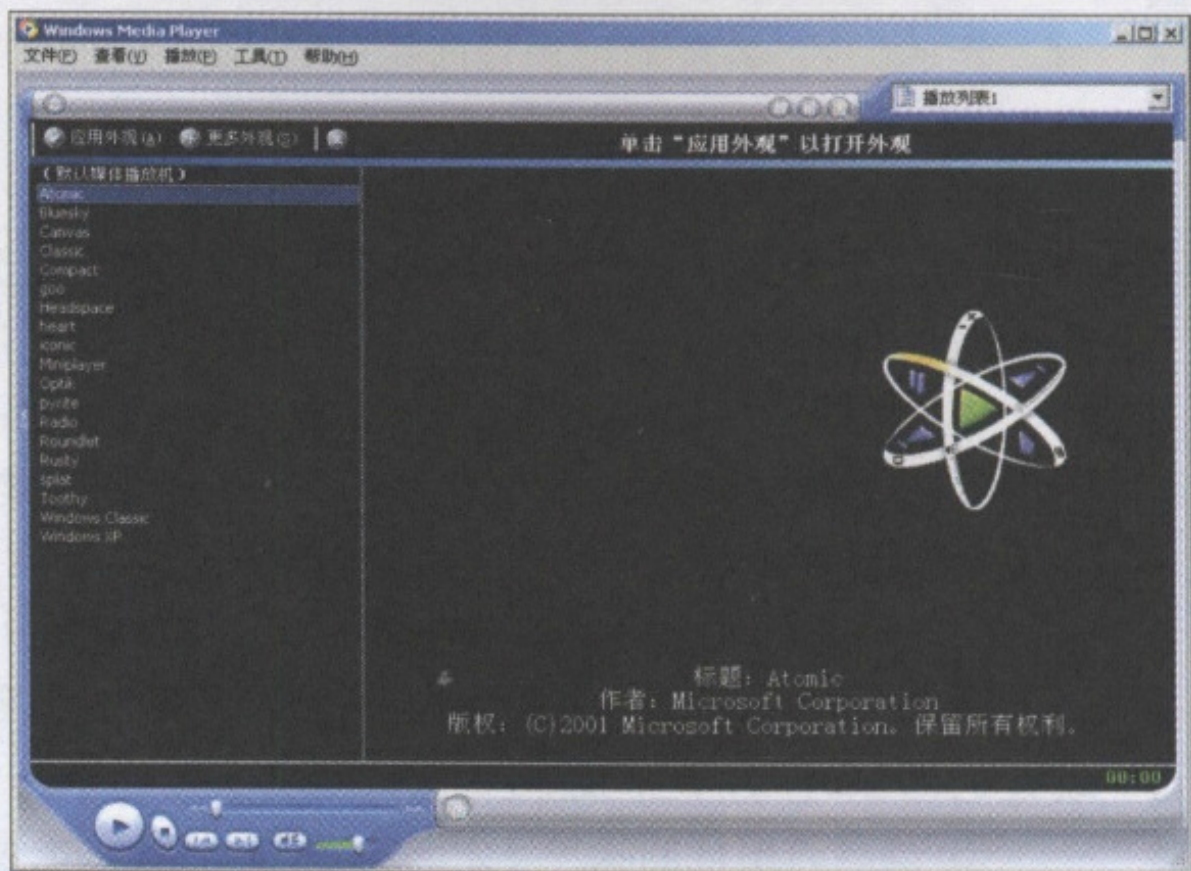 Windows Media Player
文件(F) 查看(V) 播放(P) 工具(T) 帮助(H)
播放列表1
应用外观(A) 更多外观(G)
单击“应用外观”以打开外观
(默认媒体播放机)
Atomic
Bluesky
Canvas
Classic
Compact
goo
Headspace
heart
iconic
Miniplayer
Optik
pyrite
Radio
Roundlet
Rusty
splat
Toothy
Windows Classic
Windows XP
标题: Atomic
作者: Microsoft Corporation
版权: (C)2001 Microsoft Corporation。保留所有权利。
00:00